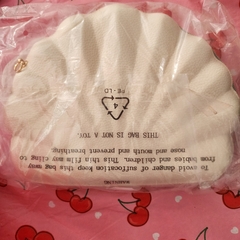 4
PE-LD
THIS BAG IS NOT A TOY
To avoid danger of suffocation keep this bag away
from babies and children. This thin film may cling to
nose and mouth and prevent breathing.